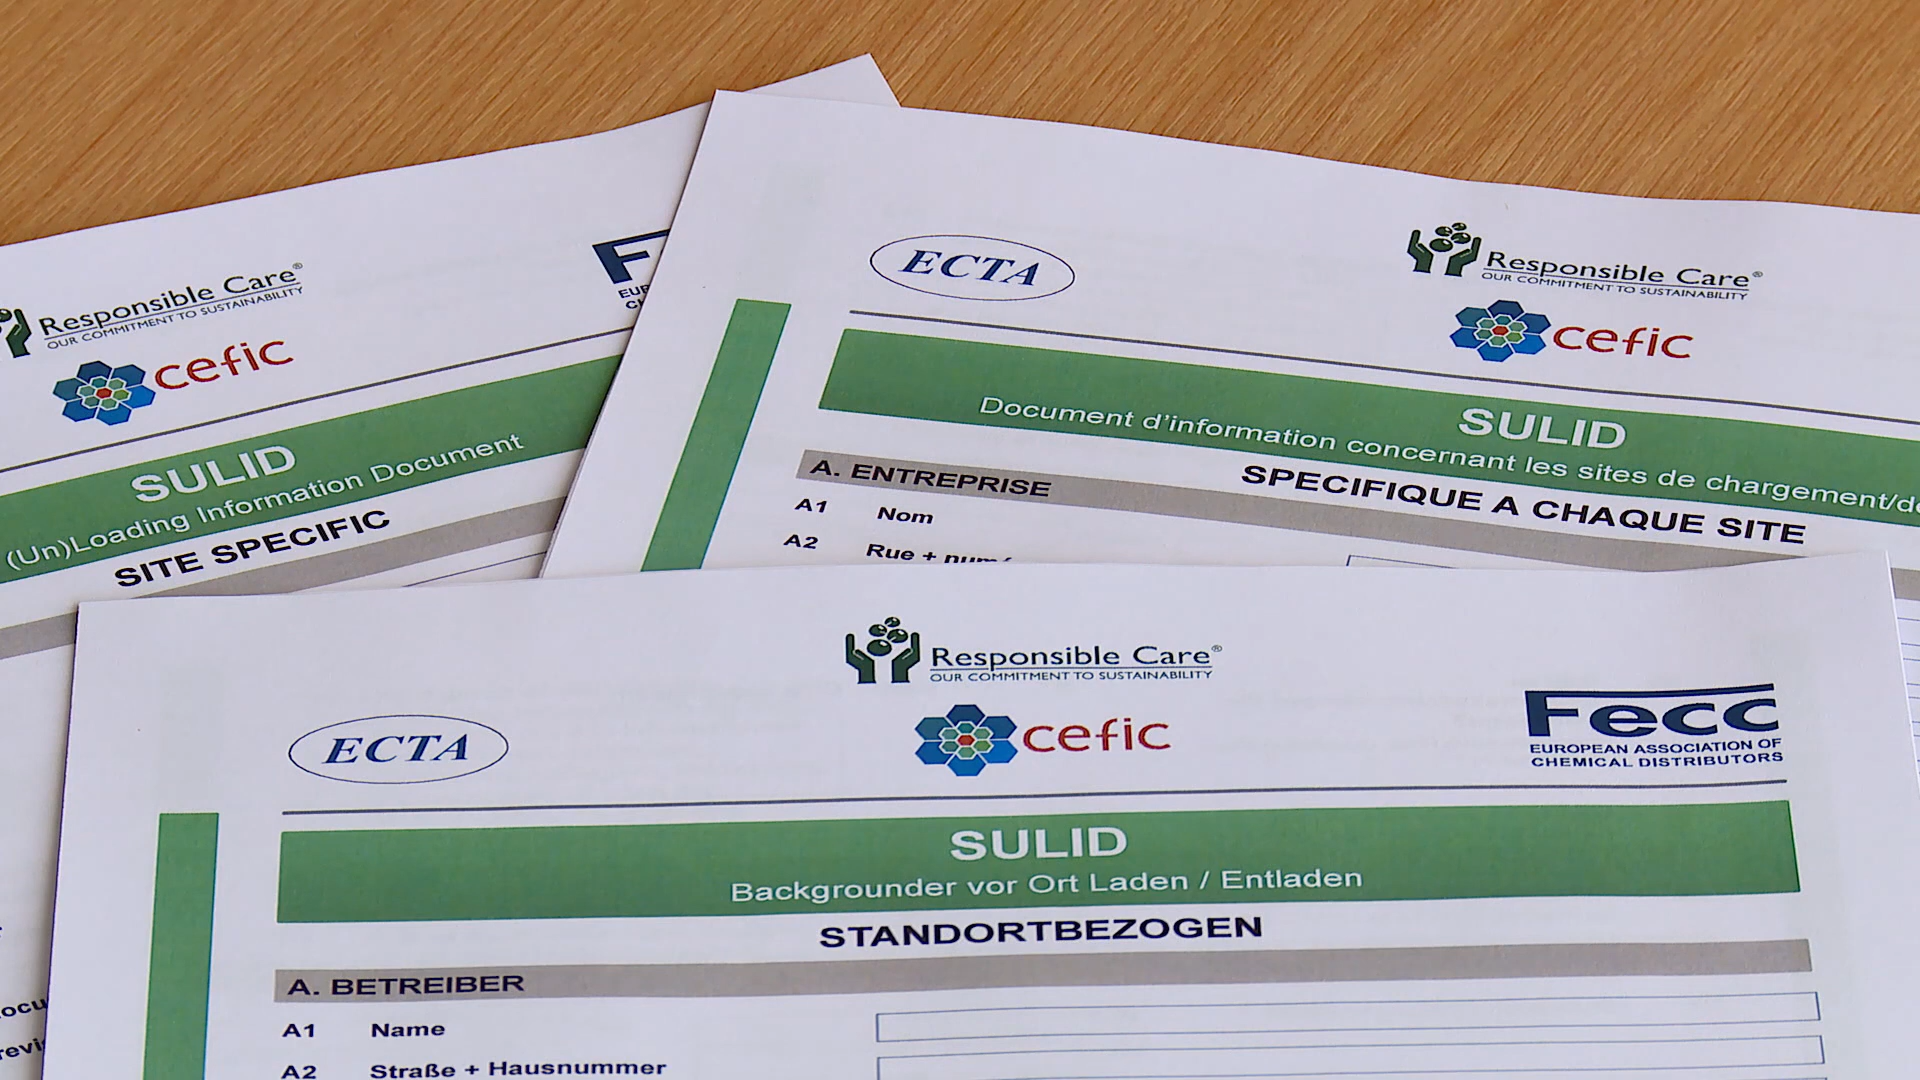 Responsible Care®
OUR COMMITMENT TO SUSTAINABILITY
cefic
SULID
(Un)Loading Information Document
SITE SPECIFIC
ECTA
Responsible Care®
OUR COMMITMENT TO SUSTAINABILITY
cefic
SULID
Document d'information concernant les sites de chargement/
SPECIFIQUE A CHAQUE SITE
A. ENTREPRISE
A1 Nom
A2 Rue +
Responsible Care®
OUR COMMITMENT TO SUSTAINABILITY
ECTA
cefic
Fecc
EUROPEAN ASSOCIATION OF
CHEMICAL DISTRIBUTORS
SULID
Backgrounder vor Ort Laden / Entladen
STANDORTBEZOGEN
A. BETREIBER
A1 Name
A2 Straße + Hausnummer